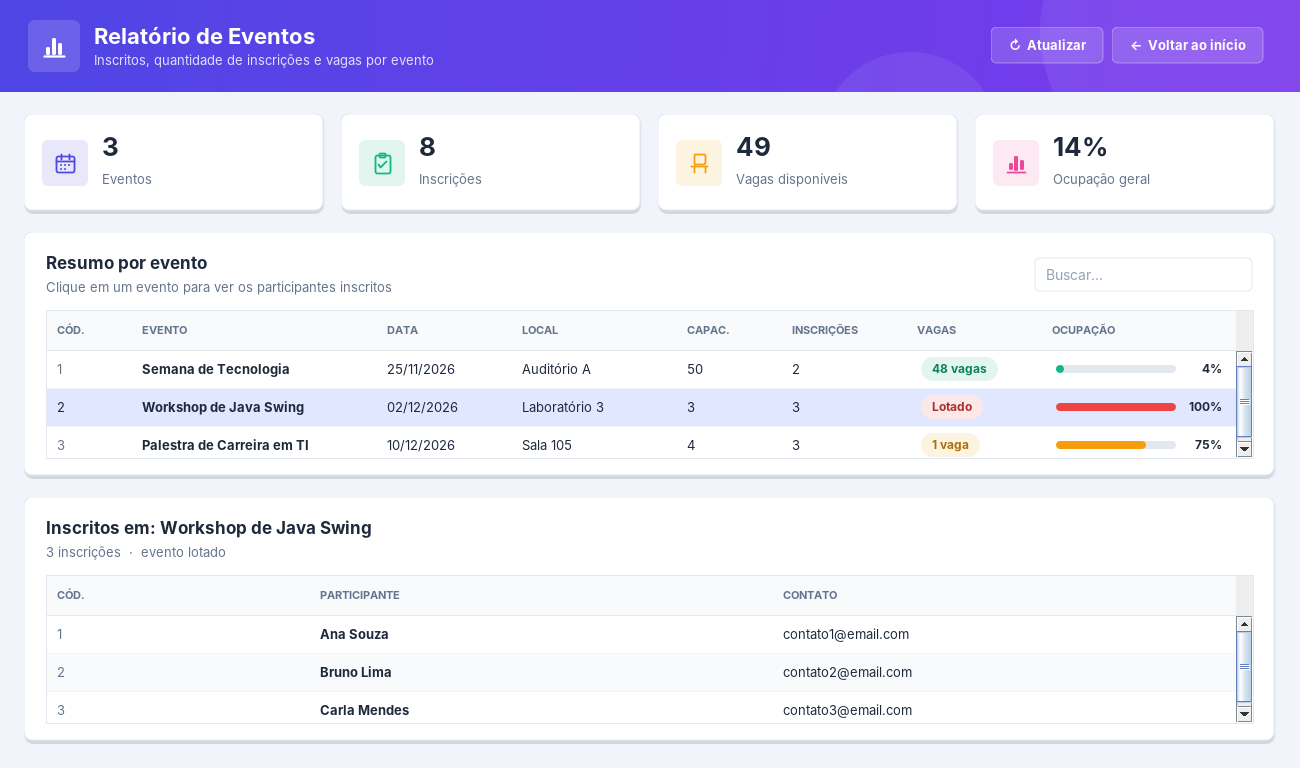 Relatório de Eventos
Inscritos, quantidade de inscrições e vagas por evento
↻ Atualizar
← Voltar ao início
3
Eventos
8
Inscrições
49
Vagas disponíveis
14%
Ocupação geral
Resumo por evento
Clique em um evento para ver os participantes inscritos
Buscar...
CÓD. EVENTO DATA LOCAL CAPAC. INSCRIÇÕES VAGAS OCUPAÇÃO
1 Semana de Tecnologia 25/11/2026 Auditório A 50 2 48 vagas 4%
2 Workshop de Java Swing 02/12/2026 Laboratório 3 3 3 Lotado 100%
3 Palestra de Carreira em TI 10/12/2026 Sala 105 4 3 1 vaga 75%
Inscritos em: Workshop de Java Swing
3 inscrições · evento lotado
CÓD. PARTICIPANTE CONTATO
1 Ana Souza contato1@email.com
2 Bruno Lima contato2@email.com
3 Carla Mendes contato3@email.com